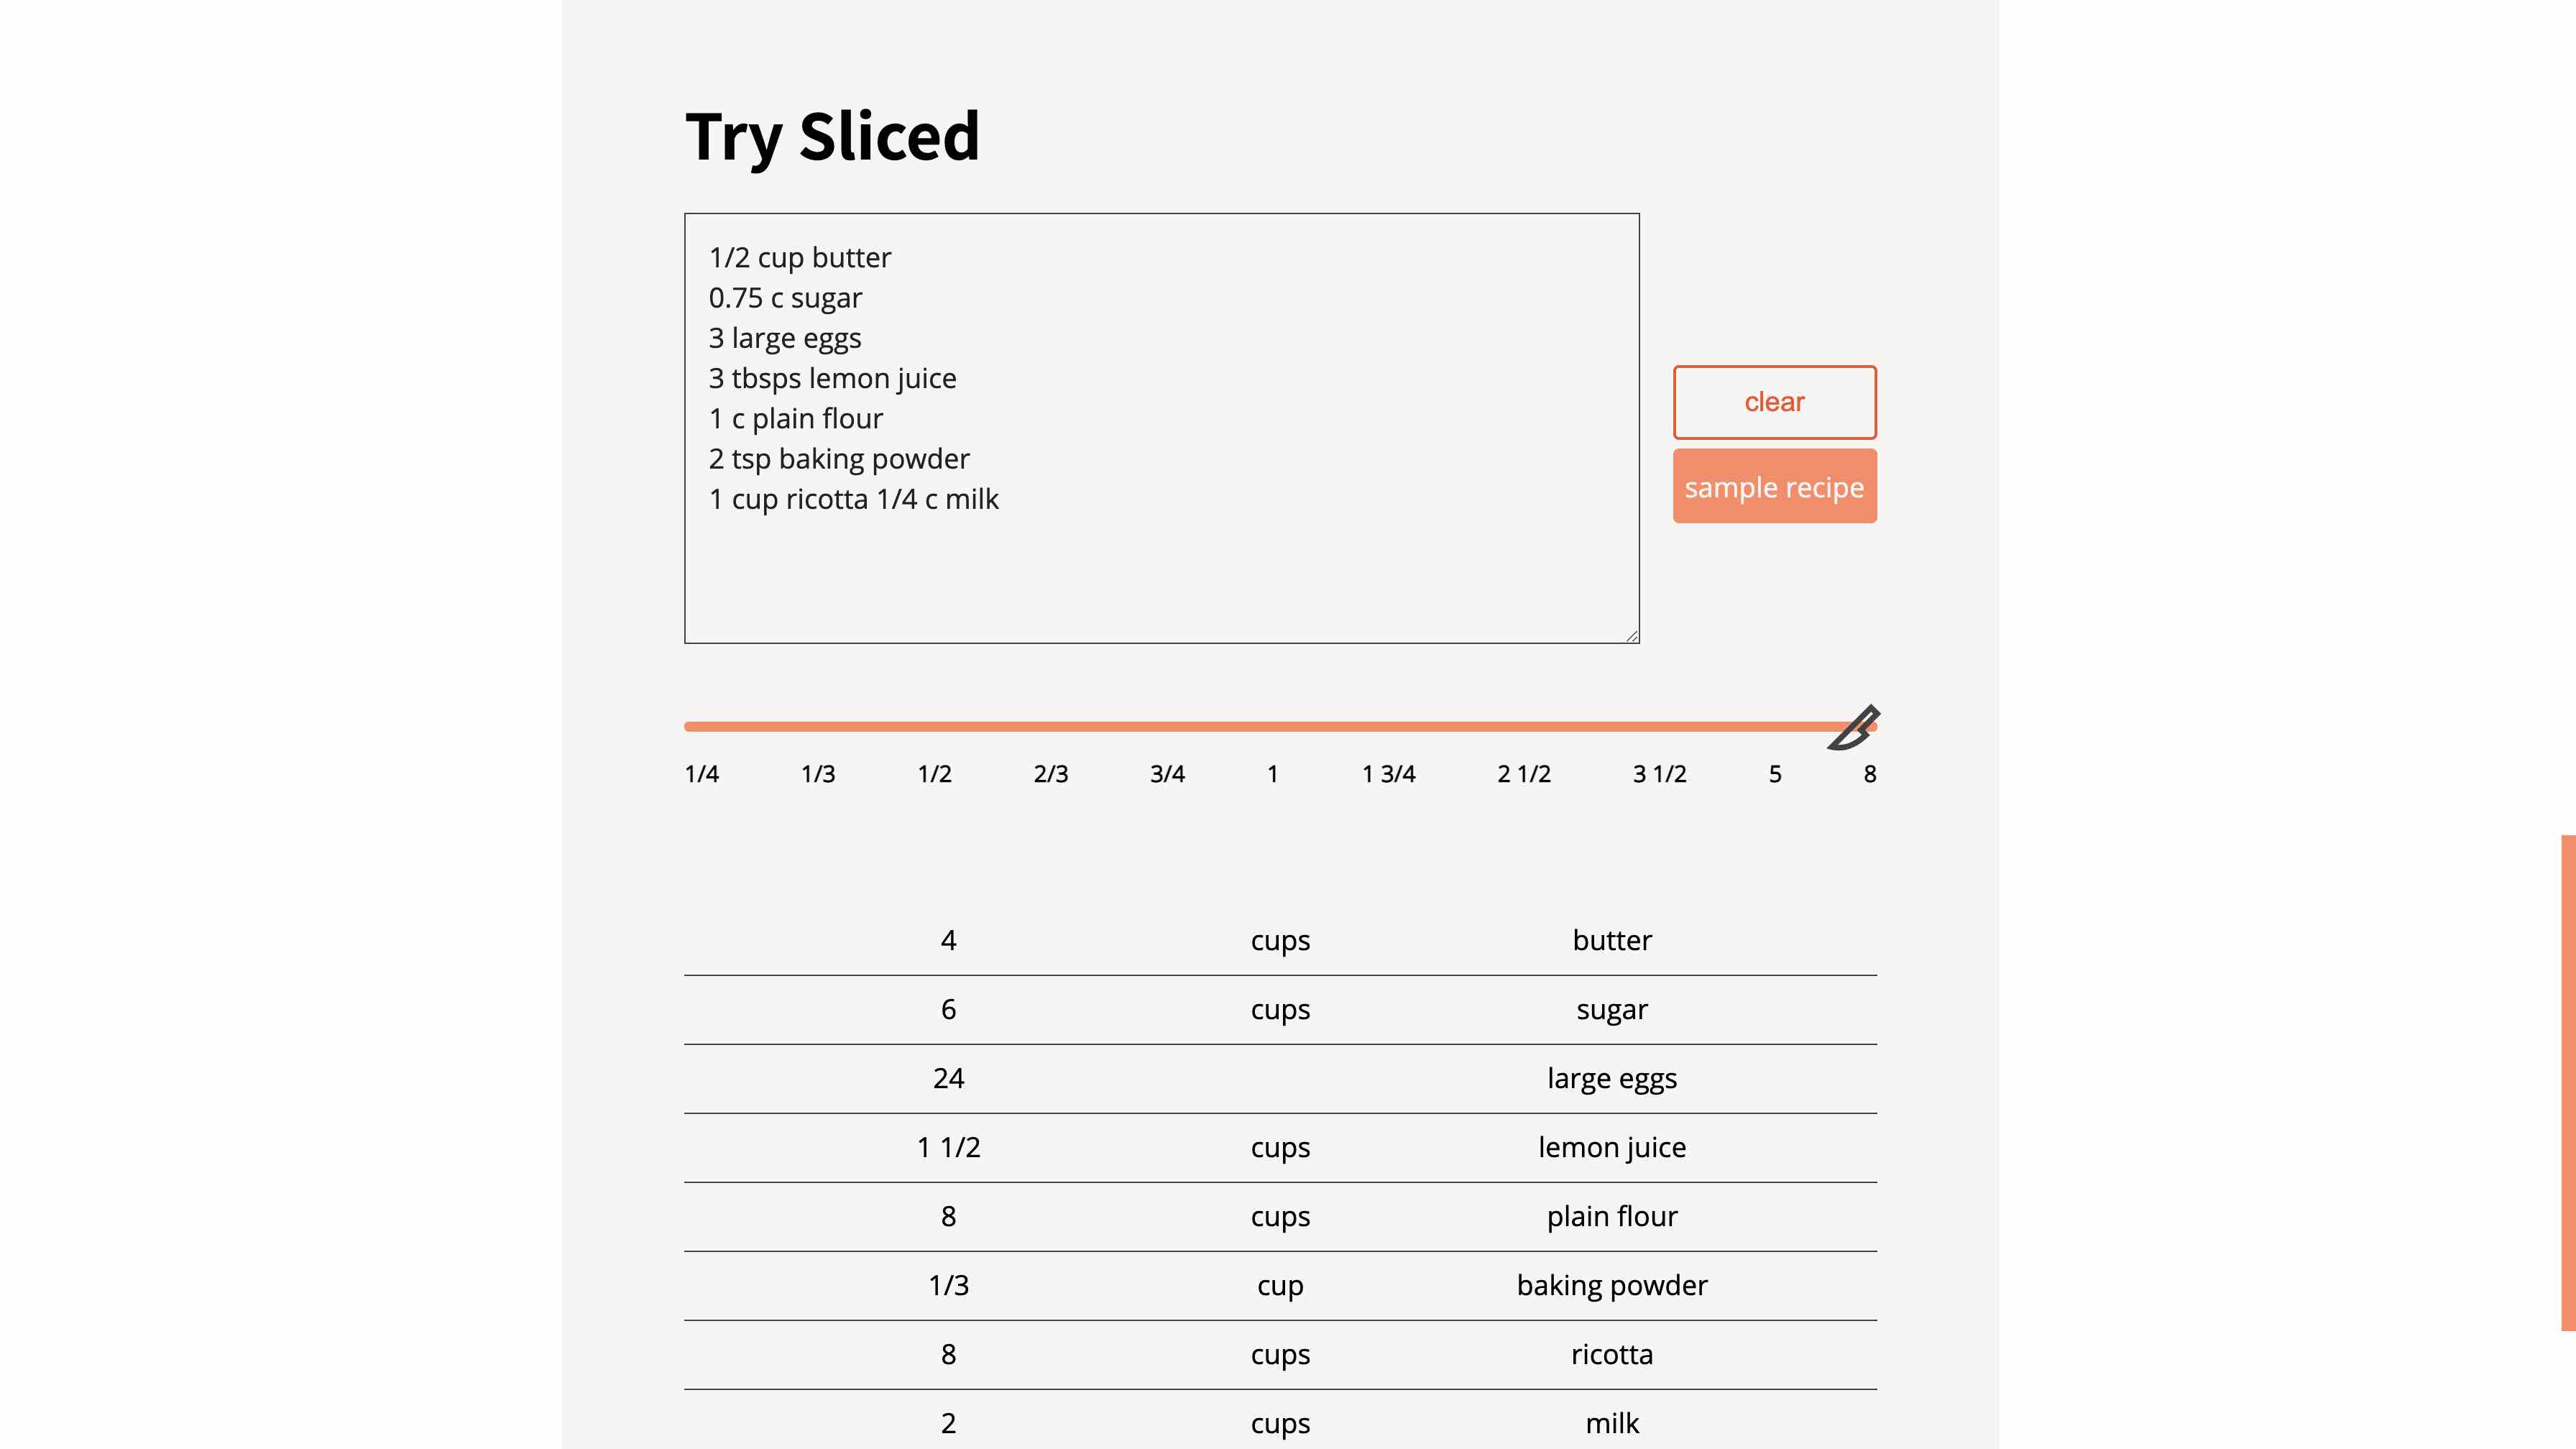 Try Sliced
1/2 cup butter
0.75 c sugar
3 large eggs
3 tbsps lemon juice
1 c plain flour
2 tsp baking powder
1 cup ricotta 1/4 c milk
clear
sample recipe
1/4 1/3 1/2 2/3 3/4 1 1 3/4 2 1/2 3 1/2 5 8
4 cups butter
6 cups sugar
24 large eggs
1 1/2 cups lemon juice
8 cups plain flour
1/3 cup baking powder
8 cups ricotta
2 cups milk